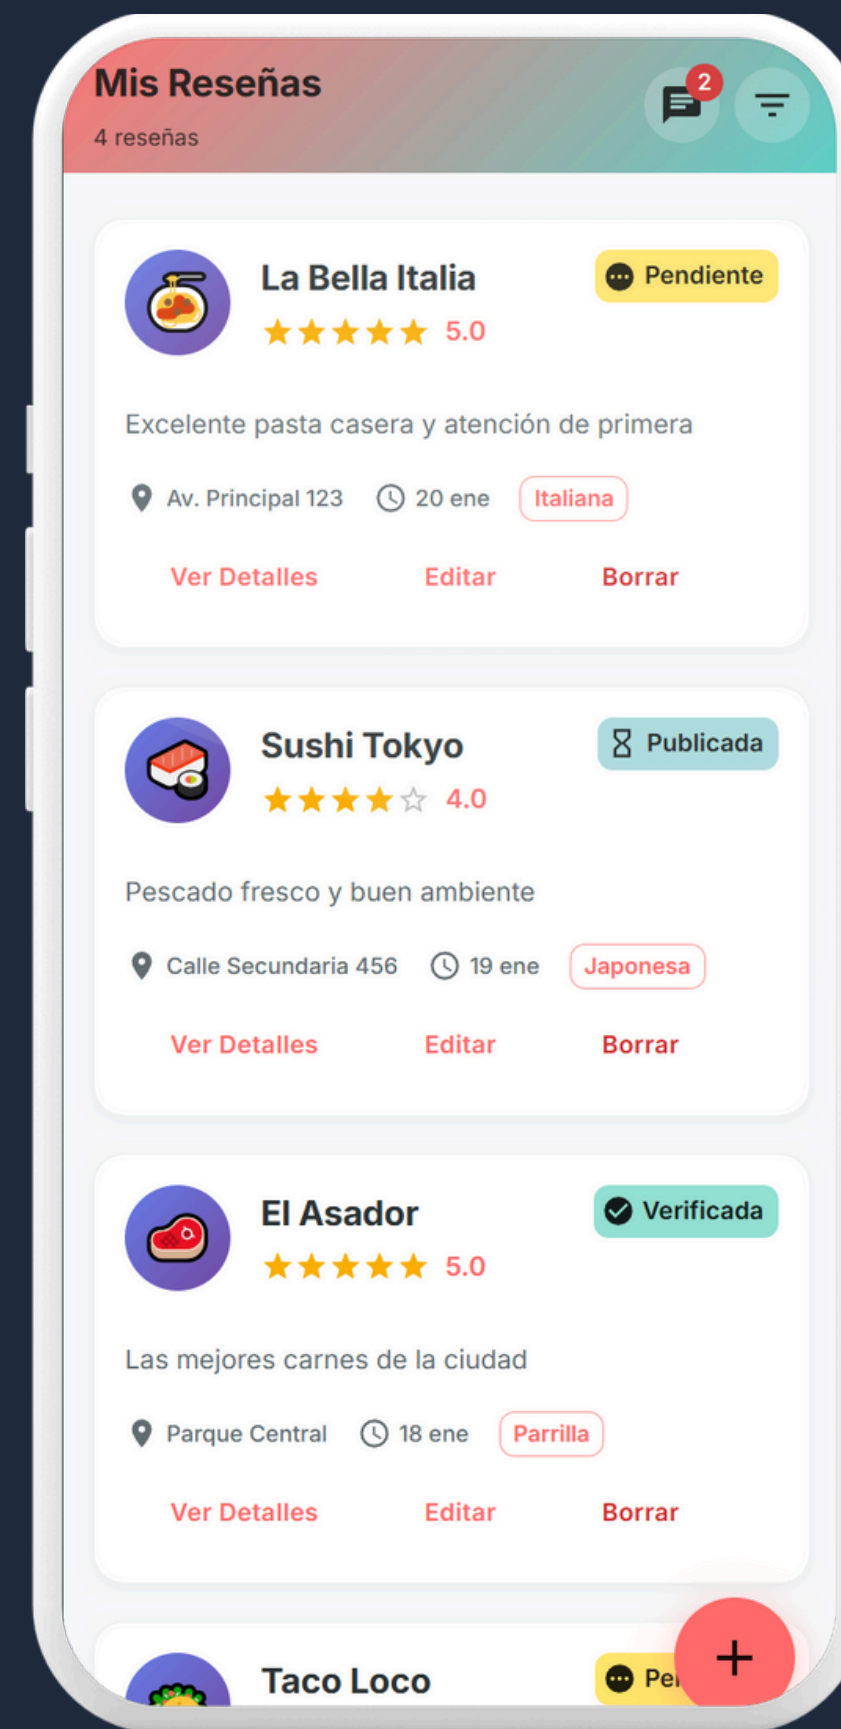 Mis Reseñas
2
4 reseñas
La Bella Italia
Pendiente
5.0
Excelente pasta casera y atención de primera
Av. Principal 123 20 ene Italiana
Ver Detalles Editar Borrar
Sushi Tokyo
Publicada
4.0
Pescado fresco y buen ambiente
Calle Secundaria 456 19 ene Japonesa
Ver Detalles Editar Borrar
El Asador
Verificada
5.0
Las mejores carnes de la ciudad
Parque Central 18 ene Parrilla
Ver Detalles Editar Borrar
Taco Loco
+